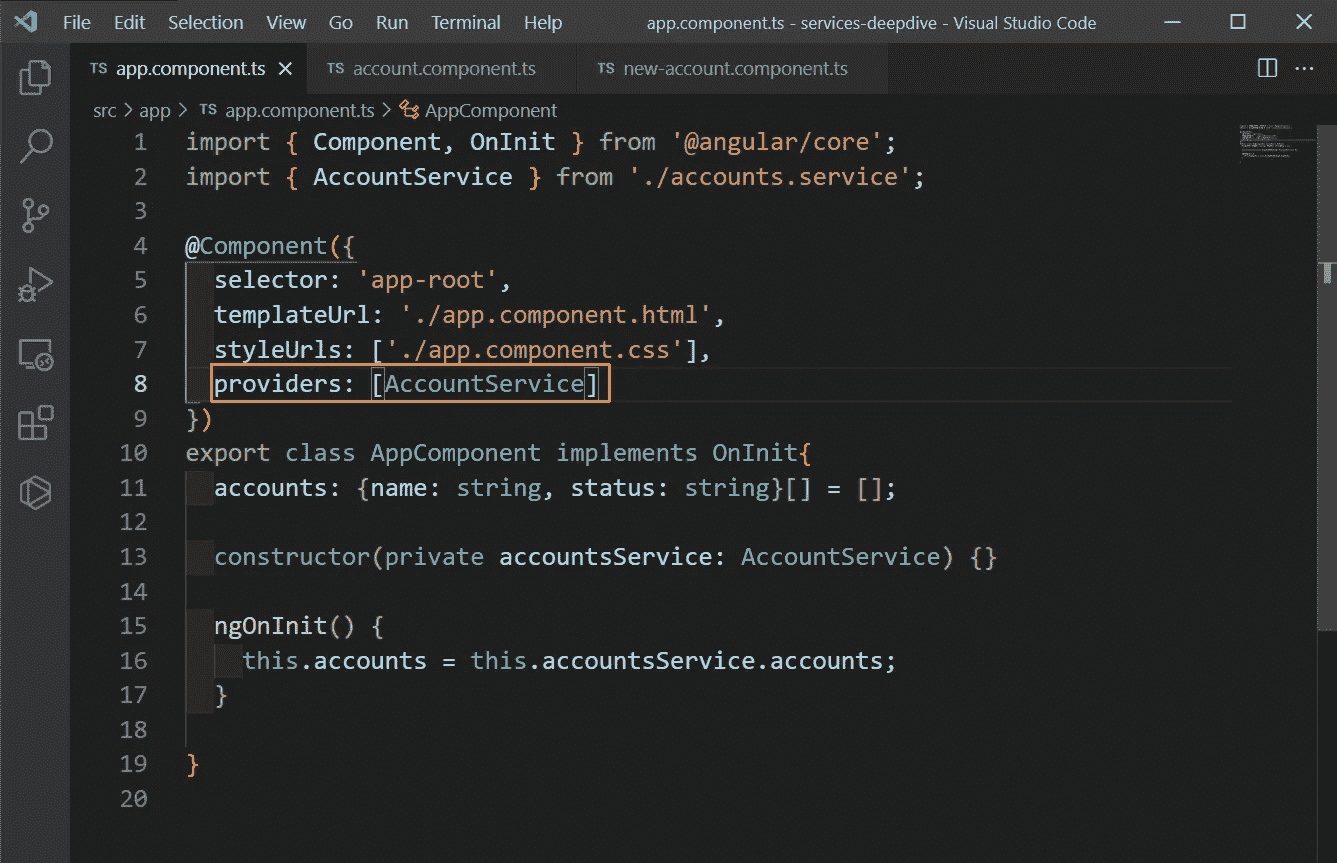 File Edit Selection View Go Run Terminal Help app.component.ts - services-deepdive - Visual Studio Code
TS app.component.ts TS account.component.ts TS new-account.component.ts
src > app > TS app.component.ts > AppComponent
1 import { Component, OnInit } from '@angular/core';
2 import { AccountService } from './accounts.service';
3
4 @Component({
5   selector: 'app-root',
6   templateUrl: './app.component.html',
7   styleUrls: ['./app.component.css'],
8   providers: [AccountService]
9 })
10 export class AppComponent implements OnInit{
11   accounts: {name: string, status: string}[] = [];
12
13   constructor(private accountsService: AccountService) {}
14
15   ngOnInit() {
16     this.accounts = this.accountsService.accounts;
17   }
18
19 }
20